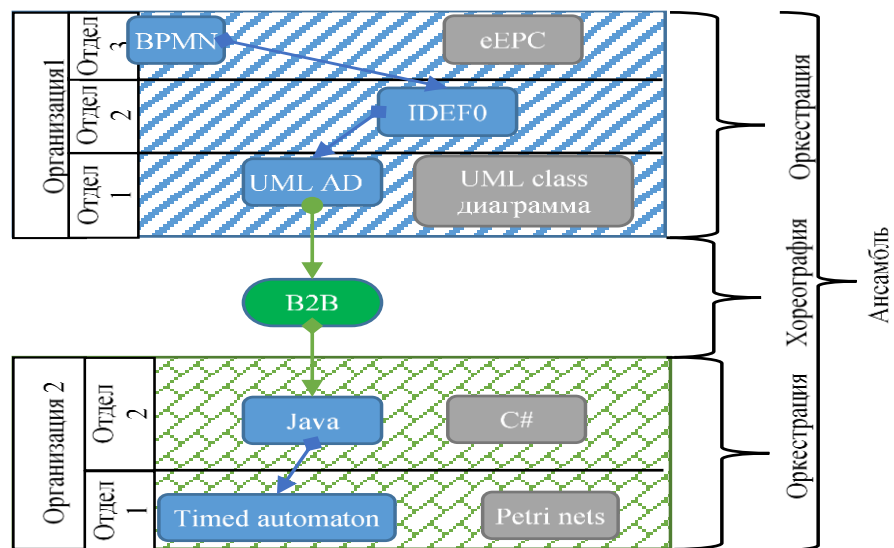 Организация1
Отдел
3
BPMN
eEPC
Отдел
2
IDEF0
Отдел
1
UML AD
UML class
диаграмма
Оркестрация
B2B
Хореография
Ансамбль
Организация 2
Отдел
2
Java
C#
Отдел
1
Timed automaton
Petri nets
Оркестрация